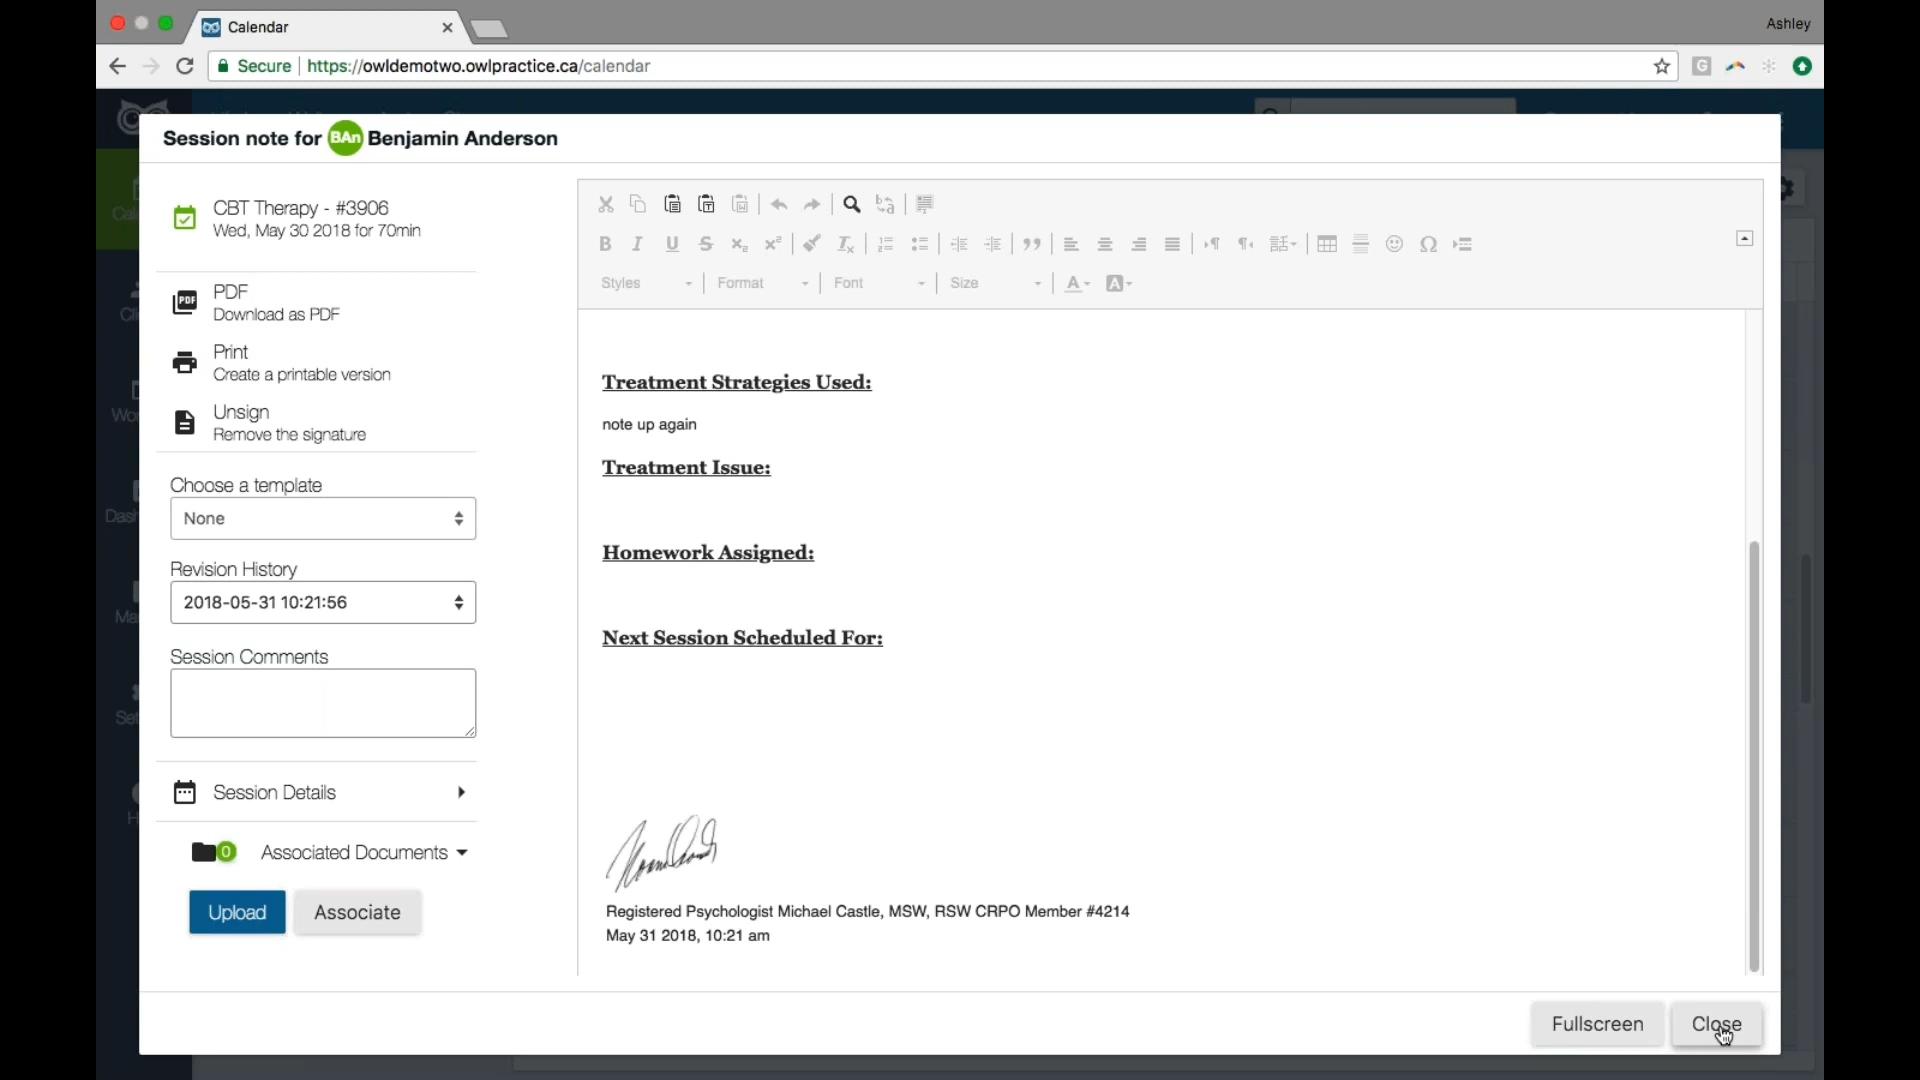 Calendar
Ashley
Secure https://owldemotwo.owlpractice.ca/calendar
Session note for BAn Benjamin Anderson
CBT Therapy - #3906
Wed, May 30 2018 for 70min
PDF
Download as PDF
Print
Create a printable version
Unsign
Remove the signature
Choose a template
None
Revision History
2018-05-31 10:21:56
Session Comments
Session Details
0 Associated Documents
Upload Associate
Styles Format Font Size
Treatment Strategies Used:
note up again
Treatment Issue:
Homework Assigned:
Next Session Scheduled For:
Registered Psychologist Michael Castle, MSW, RSW CRPO Member #4214
May 31 2018, 10:21 am
Fullscreen Close